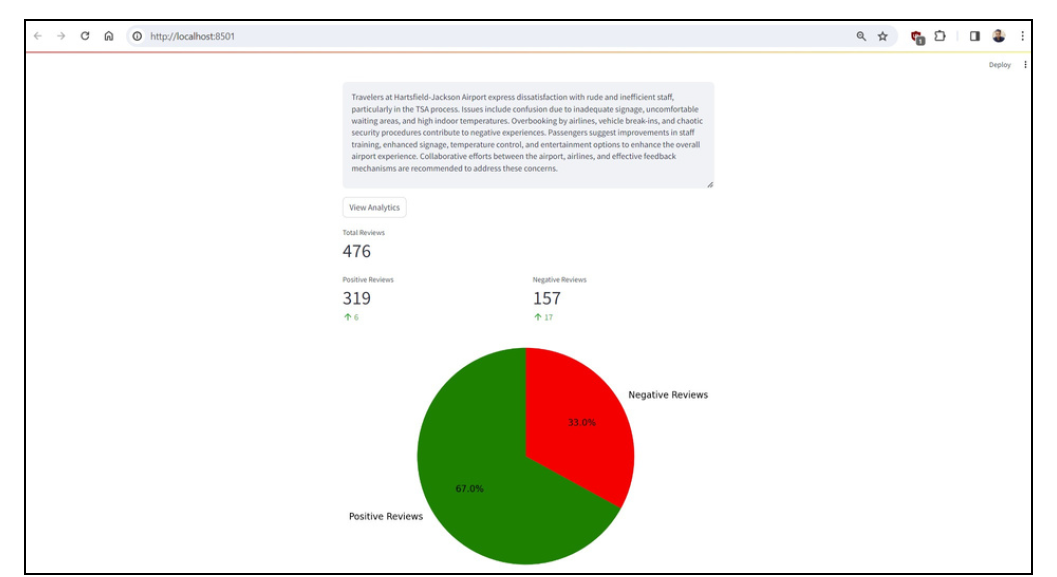 http://localhost:8501
1
Deploy
Travelers at Hartsfield-Jackson Airport express dissatisfaction with rude and inefficient staff,
particularly in the TSA process. Issues include confusion due to inadequate signage, uncomfortable
waiting areas, and high indoor temperatures. Overbooking by airlines, vehicle break-ins, and chaotic
security procedures contribute to negative experiences. Passengers suggest improvements in staff
training, enhanced signage, temperature control, and entertainment options to enhance the overall
airport experience. Collaborative efforts between the airport, airlines, and effective feedback
mechanisms are recommended to address these concerns.
View Analytics
Total Reviews
476
Positive Reviews Negative Reviews
319 157
↑ 6 ↑ 17
Negative Reviews
33.0%
67.0%
Positive Reviews